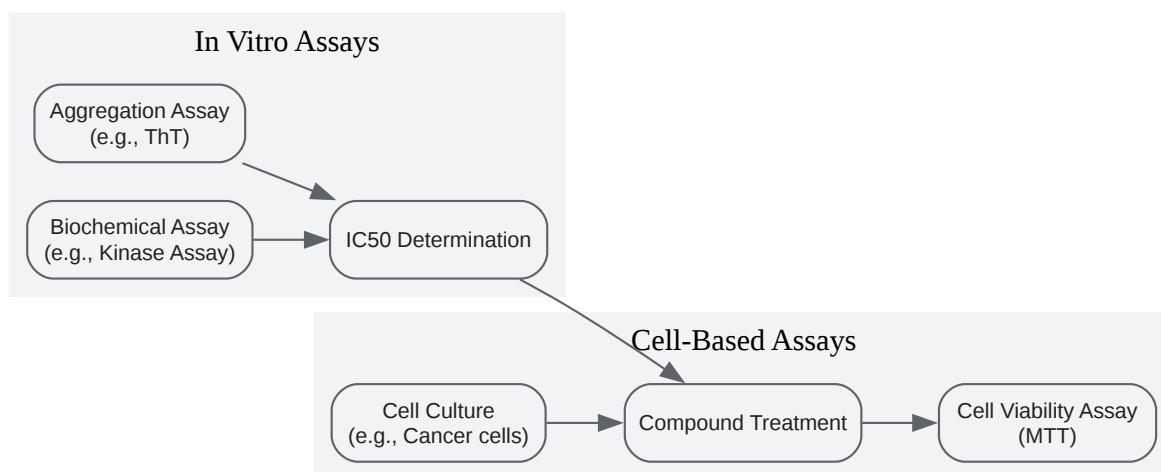 In Vitro Assays
Aggregation Assay
(e.g., ThT)
Biochemical Assay
(e.g., Kinase Assay)
IC50 Determination
Cell-Based Assays
Cell Culture
(e.g., Cancer cells)
Compound Treatment
Cell Viability Assay
(MTT)